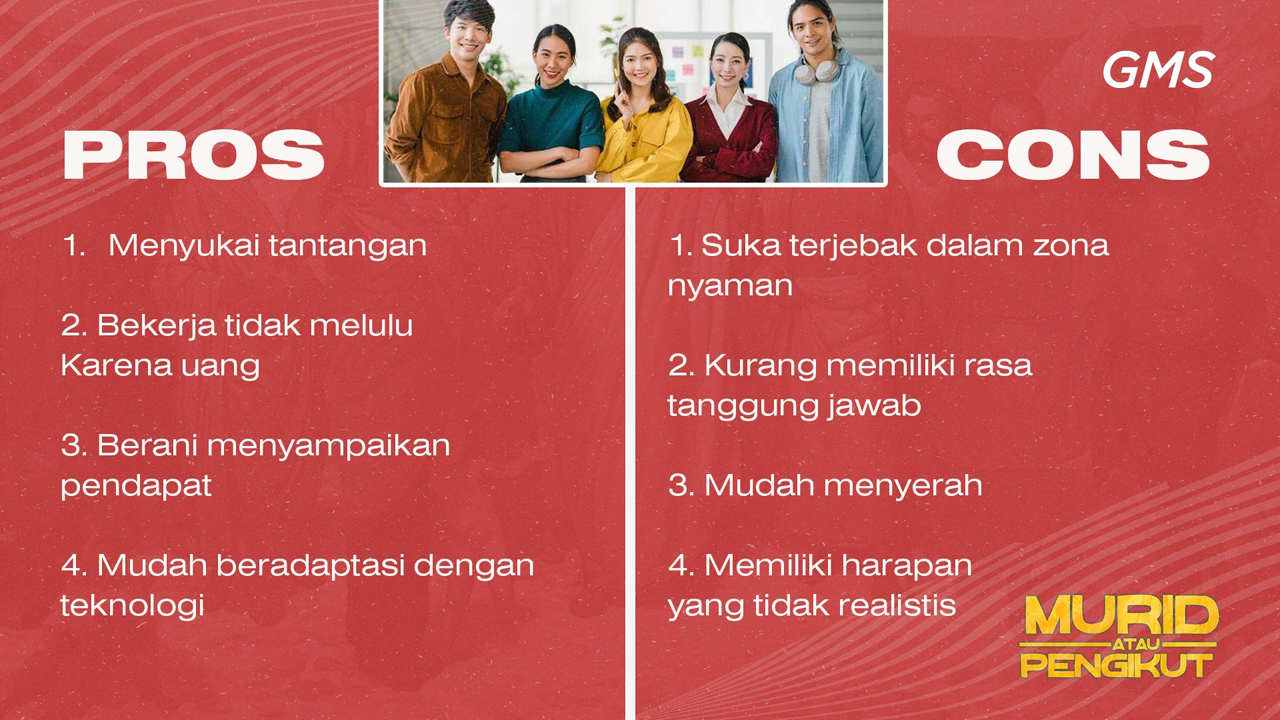 GMS
PROS
1. Menyukai tantangan
2. Bekerja tidak melulu
Karena uang
3. Berani menyampaikan
pendapat
4. Mudah beradaptasi dengan
teknologi
CONS
1. Suka terjebak dalam zona
nyaman
2. Kurang memiliki rasa
tanggung jawab
3. Mudah menyerah
4. Memiliki harapan
yang tidak realistis
MURID
ATAU
PENGIKUT